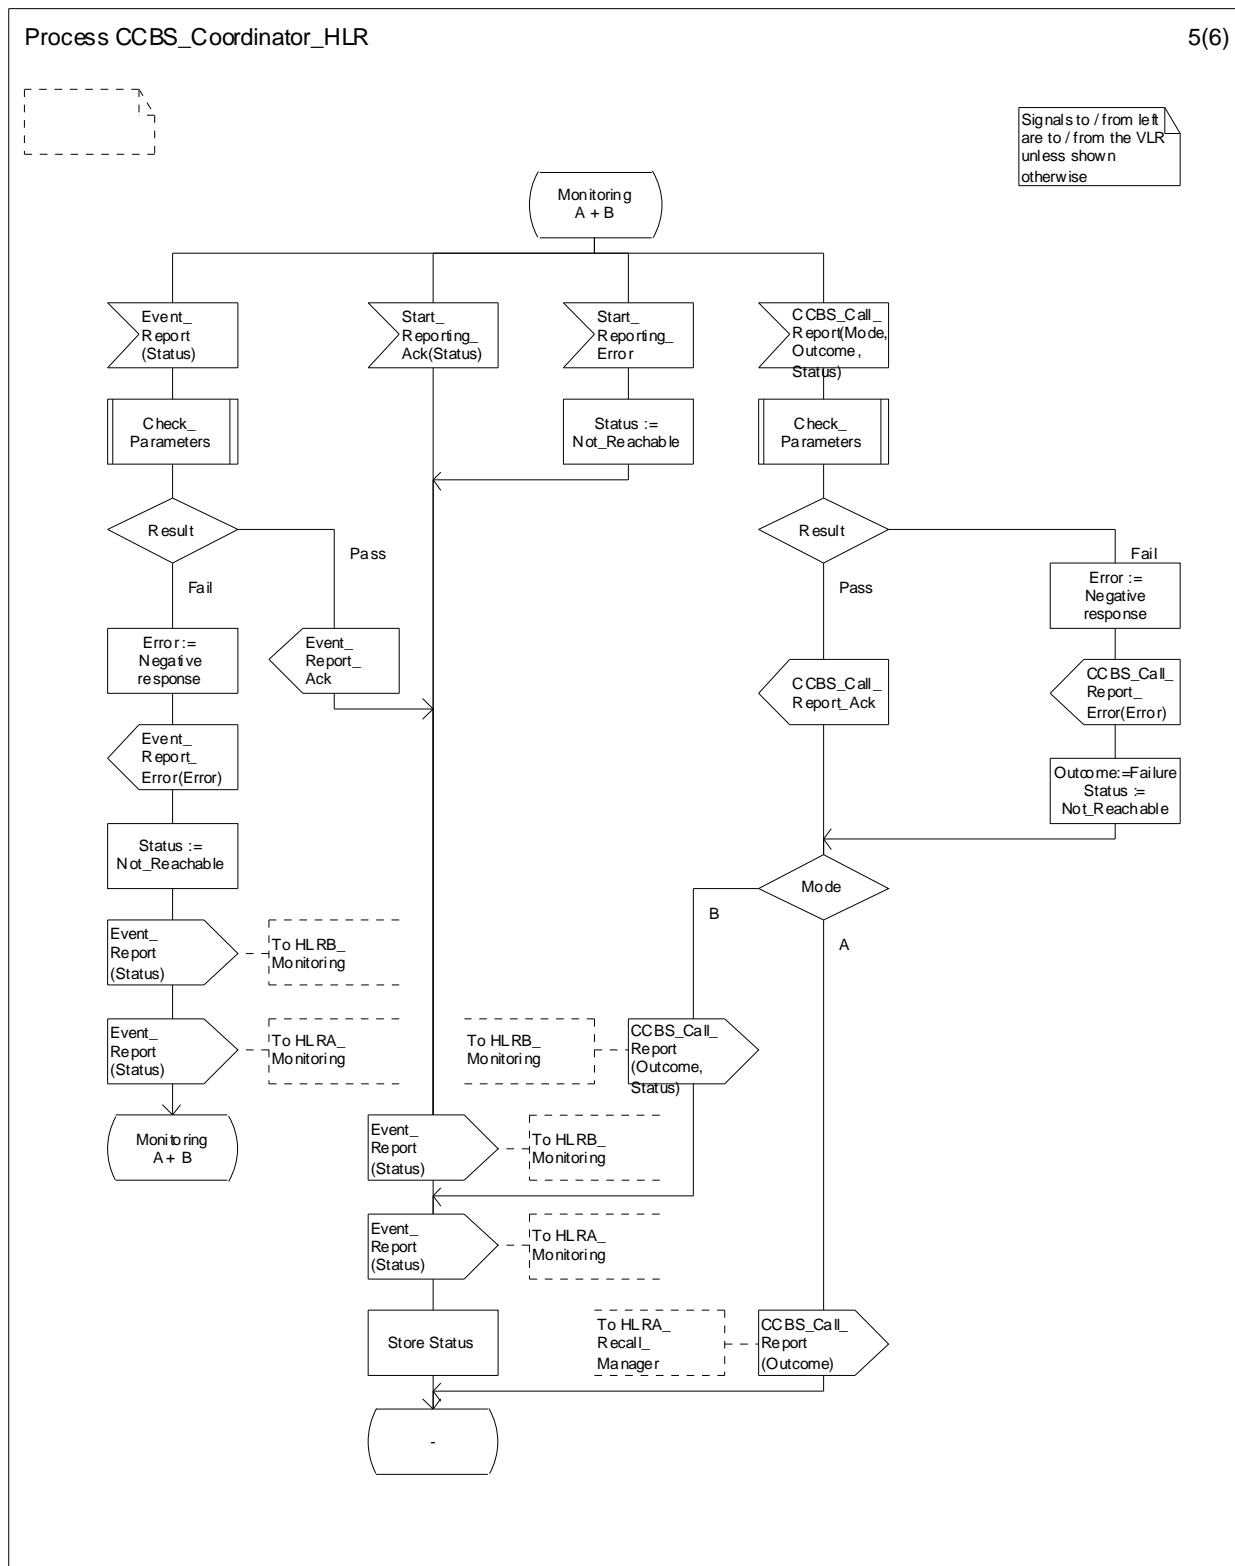 Process CCBS_Coordinator_HLR
5(6)
Signals to / from left
are to / from the VLR
unless shown
otherwise
Monitoring
A + B
Event_
Report
(Status)
Start_
Reporting_
Ack(Status)
Start_
Reporting_
Error
CCBS_Call_
Report(Mode,
Outcome,
Status)
Check_
Parameters
Status :=
Not_Reachable
Check_
Parameters
Result
Pass
Fail
Result
Pass
Fail
Error :=
Negative
response
Event_
Report_
Ack
Error :=
Negative
response
CCBS_Call_
Report_Ack
CCBS_Call_
Report_
Error(Error)
Event_
Report_
Error(Error)
Outcome:=Failure
Status :=
Not_Reachable
Status :=
Not_Reachable
Mode
B
A
Event_
Report
(Status)
To HLRB_
Monitoring
Event_
Report
(Status)
To HLRA_
Monitoring
To HLRB_
Monitoring
CCBS_Call_
Report
(Outcome,
Status)
Monitoring
A + B
Event_
Report
(Status)
To HLRB_
Monitoring
Event_
Report
(Status)
To HLRA_
Monitoring
Store Status
To HLRA_
Recall_
Manager
CCBS_Call_
Report
(Outcome)
-